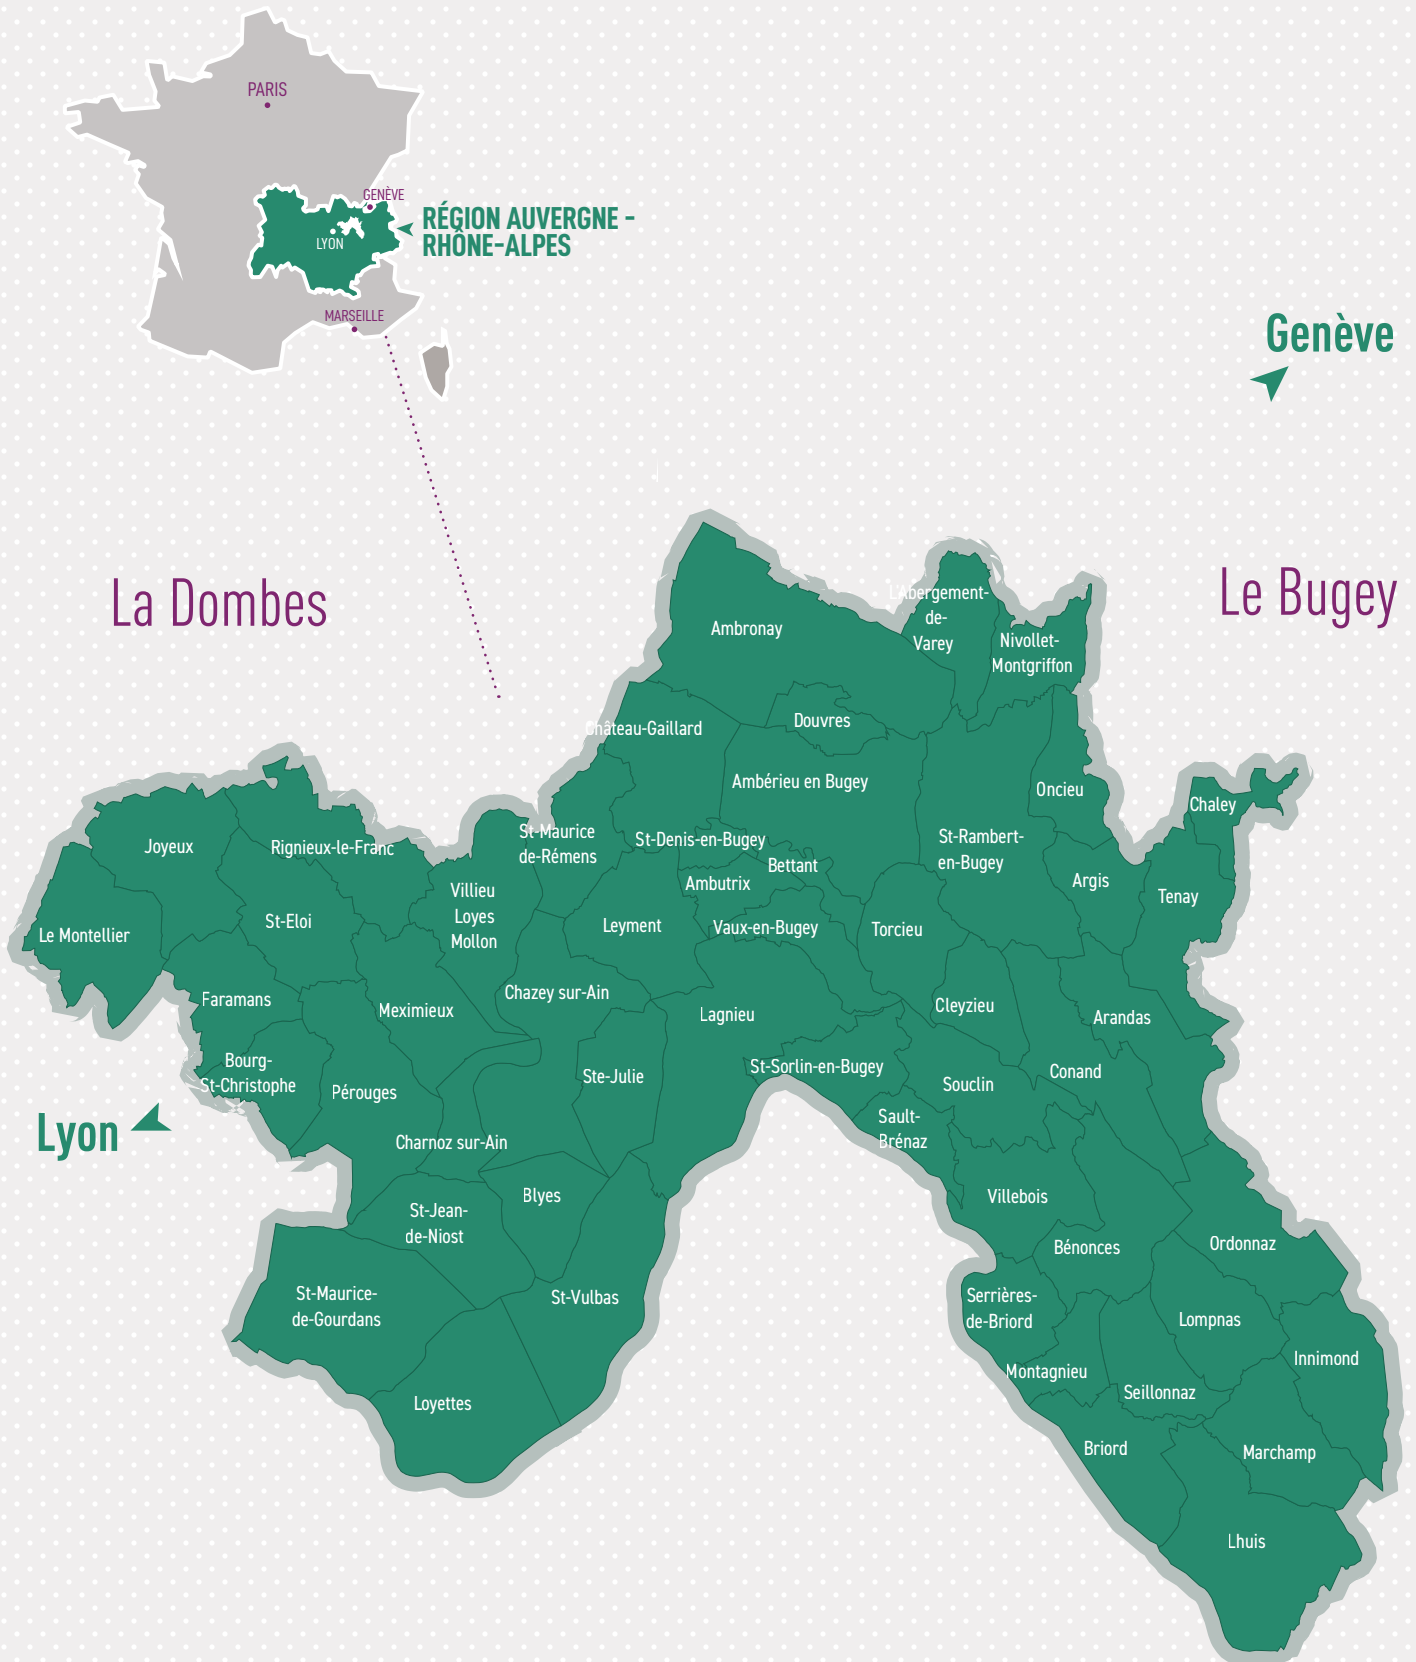 PARIS
GENÈVE
RÉGION AUVERGNE -
RHÔNE-ALPES
LYON
MARSEILLE
Genève
La Dombes
Le Bugey
L'Abergement-
de-
Varey
Ambronay
Nivollet-
Montgriffon
Château-Gaillard
Douvres
Ambérieu en Bugey
Oncieu
Chaley
St-Maurice
de-Rémens
St-Denis-en-Bugey
St-Rambert-
en-Bugey
Joyeux
Rignieux-le-Franc
Bettant
Ambutrix
Argis
Tenay
Villieu
Loyes
Mollon
St-Eloi
Leyment
Vaux-en-Bugey
Torcieu
Le Montellier
Faramans
Chazey sur-Ain
Meximieux
Lagnieu
Cleyzieu
Arandas
Bourg-
St-Christophe
Pérouges
Ste-Julie
St-Sorlin-en-Bugey
Souclin
Conand
Lyon
Charnoz sur-Ain
Sault-
Brénaz
Blyes
Villebois
St-Jean-
de-Niost
Bénonces
Ordonnaz
St-Maurice-
de-Gourdans
St-Vulbas
Serrières-
de-Briord
Lompnas
Innimond
Montagnieu
Seillonnaz
Loyettes
Briord
Marchamp
Lhuis